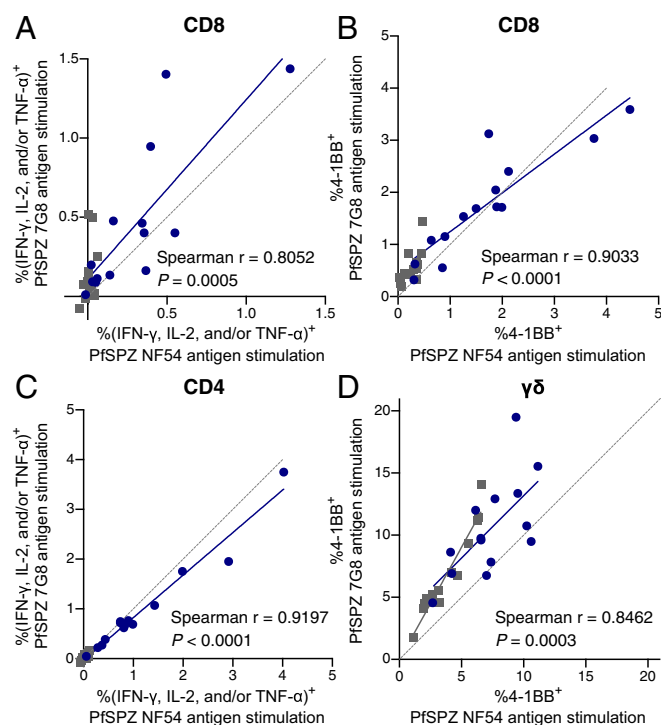 A
CD8
%(IFN-γ, IL-2, and/or TNF-α)+
PfSPZ 7G8 antigen stimulation
1.5
1.0
0.5
Spearman r = 0.8052
P = 0.0005
0
0.5
1.0
1.5
%(IFN-γ, IL-2, and/or TNF-α)+
PfSPZ NF54 antigen stimulation
B
CD8
%4-1BB+
PfSPZ 7G8 antigen stimulation
5
4
3
2
1
0
Spearman r = 0.9033
P < 0.0001
0
1
2
3
4
5
%4-1BB+
PfSPZ NF54 antigen stimulation
C
CD4
%(IFN-γ, IL-2, and/or TNF-α)+
PfSPZ 7G8 antigen stimulation
5
4
3
2
1
0
Spearman r = 0.9197
P < 0.0001
0
1
2
3
4
5
%(IFN-γ, IL-2, and/or TNF-α)+
PfSPZ NF54 antigen stimulation
D
γδ
%4-1BB+
PfSPZ 7G8 antigen stimulation
20
15
10
5
0
Spearman r = 0.8462
P = 0.0003
0
5
10
15
20
%4-1BB+
PfSPZ NF54 antigen stimulation